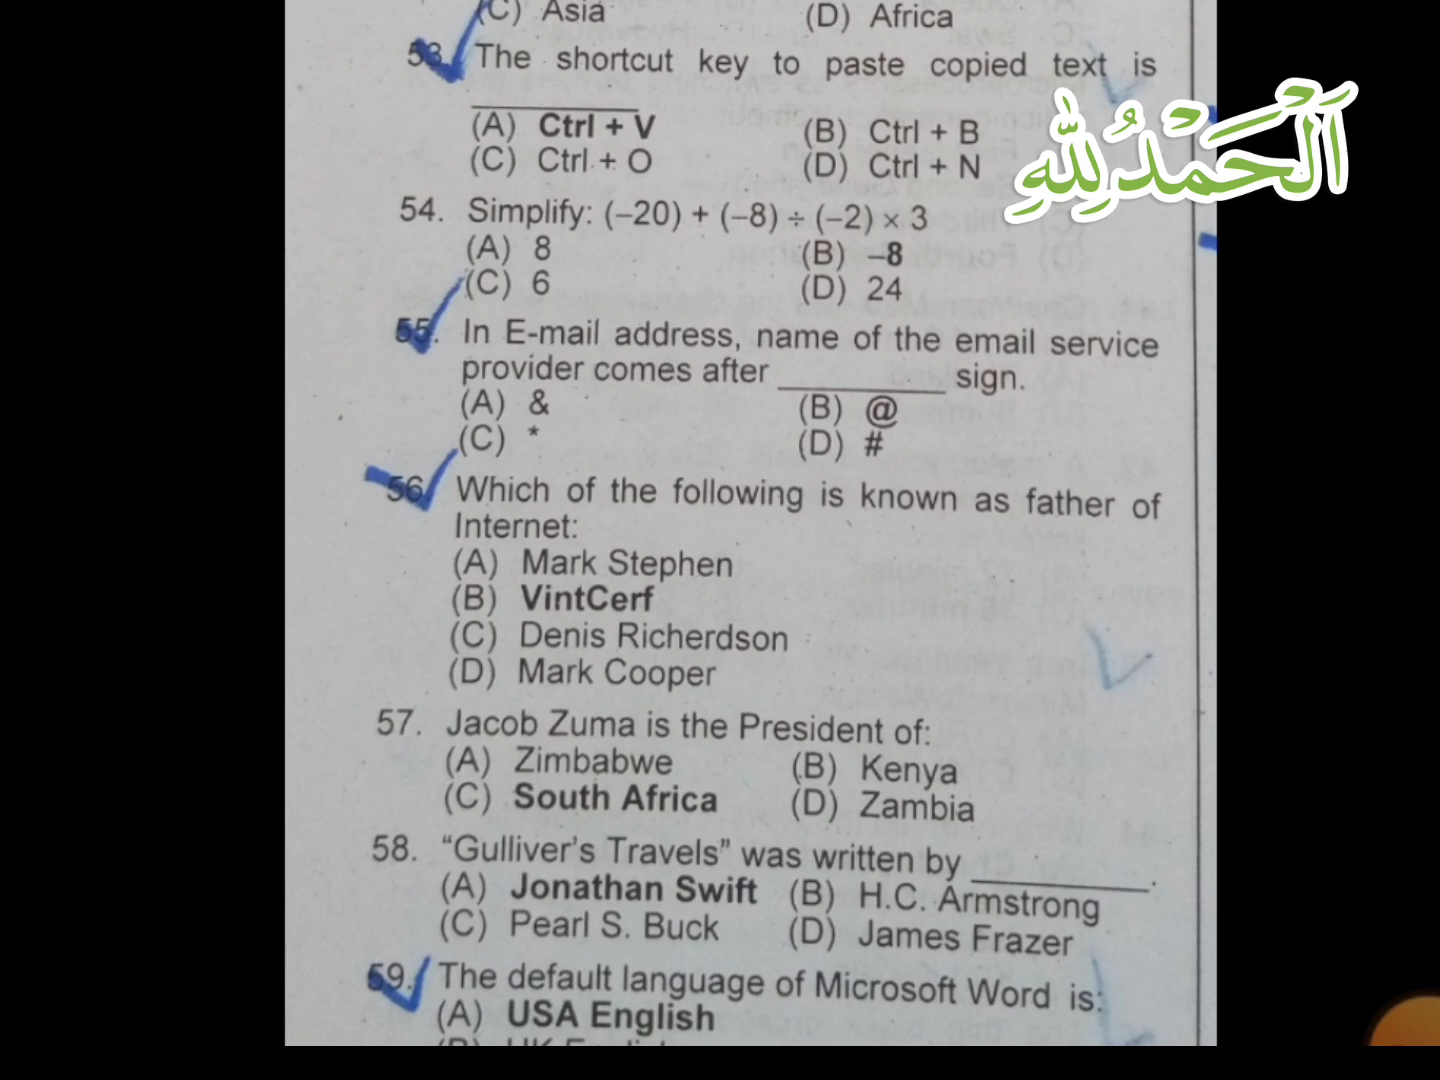 (C) Asia (D) Africa
53. The shortcut key to paste copied text is
اَلْحَمْدُلِلّٰهِ
(A) Ctrl + V (B) Ctrl + B
(C) Ctrl + O (D) Ctrl + N
54. Simplify: (–20) + (–8) ÷ (–2) × 3
(A) 8 (B) –8
(C) 6 (D) 24
55. In E-mail address, name of the email service
provider comes after ________ sign.
(A) & (B) @
(C) * (D) #
56. Which of the following is known as father of
Internet:
(A) Mark Stephen
(B) VintCerf
(C) Denis Richerdson
(D) Mark Cooper
57. Jacob Zuma is the President of:
(A) Zimbabwe (B) Kenya
(C) South Africa (D) Zambia
58. “Gulliver’s Travels” was written by ________.
(A) Jonathan Swift (B) H.C. Armstrong
(C) Pearl S. Buck (D) James Frazer
59. The default language of Microsoft Word is:
(A) USA English